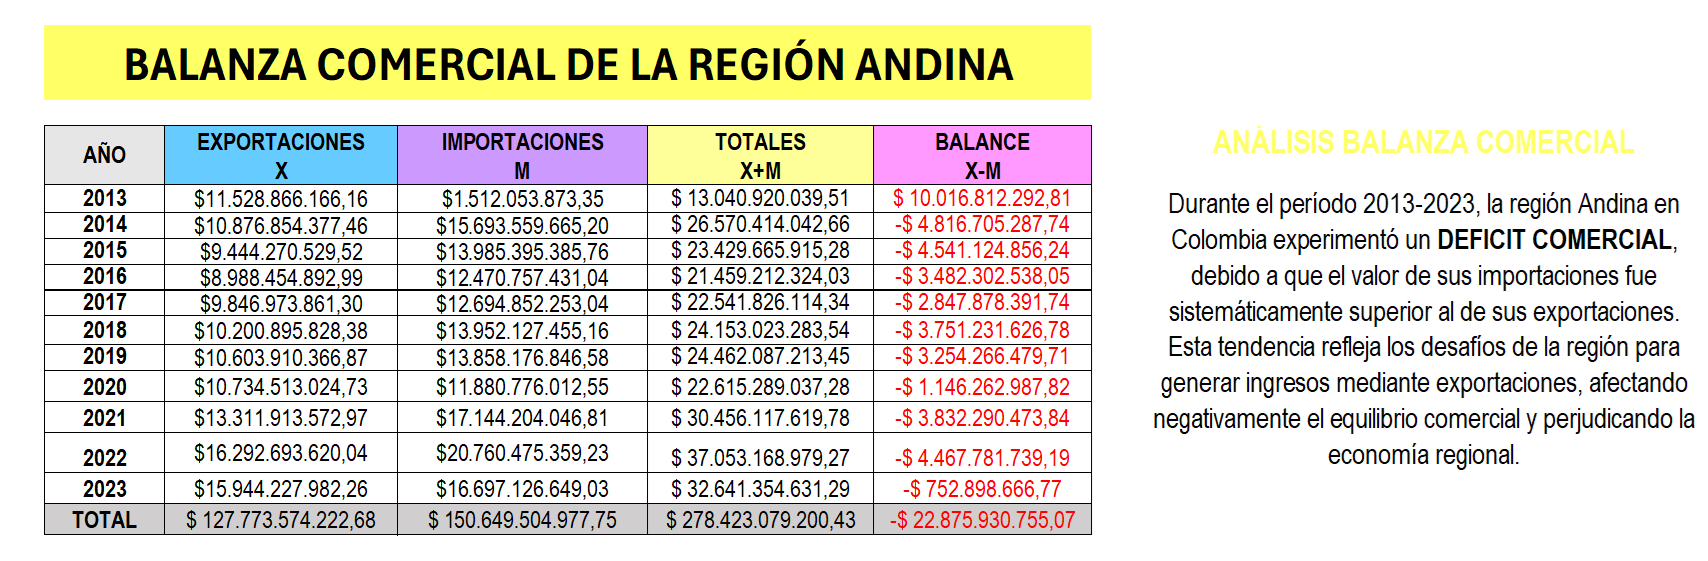 BALANZA COMERCIAL DE LA REGIÓN ANDINA
AÑO EXPORTACIONES X IMPORTACIONES M TOTALES X+M BALANCE X-M
2013 $11.528.866.166,16 $1.512.053.873,35 $ 13.040.920.039,51 $ 10.016.812.292,81
2014 $10.876.854.377,46 $15.693.559.665,20 $ 26.570.414.042,66 -$ 4.816.705.287,74
2015 $9.444.270.529,52 $13.985.395.385,76 $ 23.429.665.915,28 -$ 4.541.124.856,24
2016 $8.988.454.892,99 $12.470.757.431,04 $ 21.459.212.324,03 -$ 3.482.302.538,05
2017 $9.846.973.861,30 $12.694.852.253,04 $ 22.541.826.114,34 -$ 2.847.878.391,74
2018 $10.200.895.828,38 $13.952.127.455,16 $ 24.153.023.283,54 -$ 3.751.231.626,78
2019 $10.603.910.366,87 $13.858.176.846,58 $ 24.462.087.213,45 -$ 3.254.266.479,71
2020 $10.734.513.024,73 $11.880.776.012,55 $ 22.615.289.037,28 -$ 1.146.262.987,82
2021 $13.311.913.572,97 $17.144.204.046,81 $ 30.456.117.619,78 -$ 3.832.290.473,84
2022 $16.292.693.620,04 $20.760.475.359,23 $ 37.053.168.979,27 -$ 4.467.781.739,19
2023 $15.944.227.982,26 $16.697.126.649,03 $ 32.641.354.631,29 -$ 752.898.666,77
TOTAL $ 127.773.574.222,68 $ 150.649.504.977,75 $ 278.423.079.200,43 -$ 22.875.930.755,07
ANÀLISIS BALANZA COMERCIAL
Durante el período 2013-2023, la región Andina en
Colombia experimentó un DEFICIT COMERCIAL,
debido a que el valor de sus importaciones fue
sistemáticamente superior al de sus exportaciones.
Esta tendencia refleja los desafíos de la región para
generar ingresos mediante exportaciones, afectando
negativamente el equilibrio comercial y perjudicando la
economía regional.